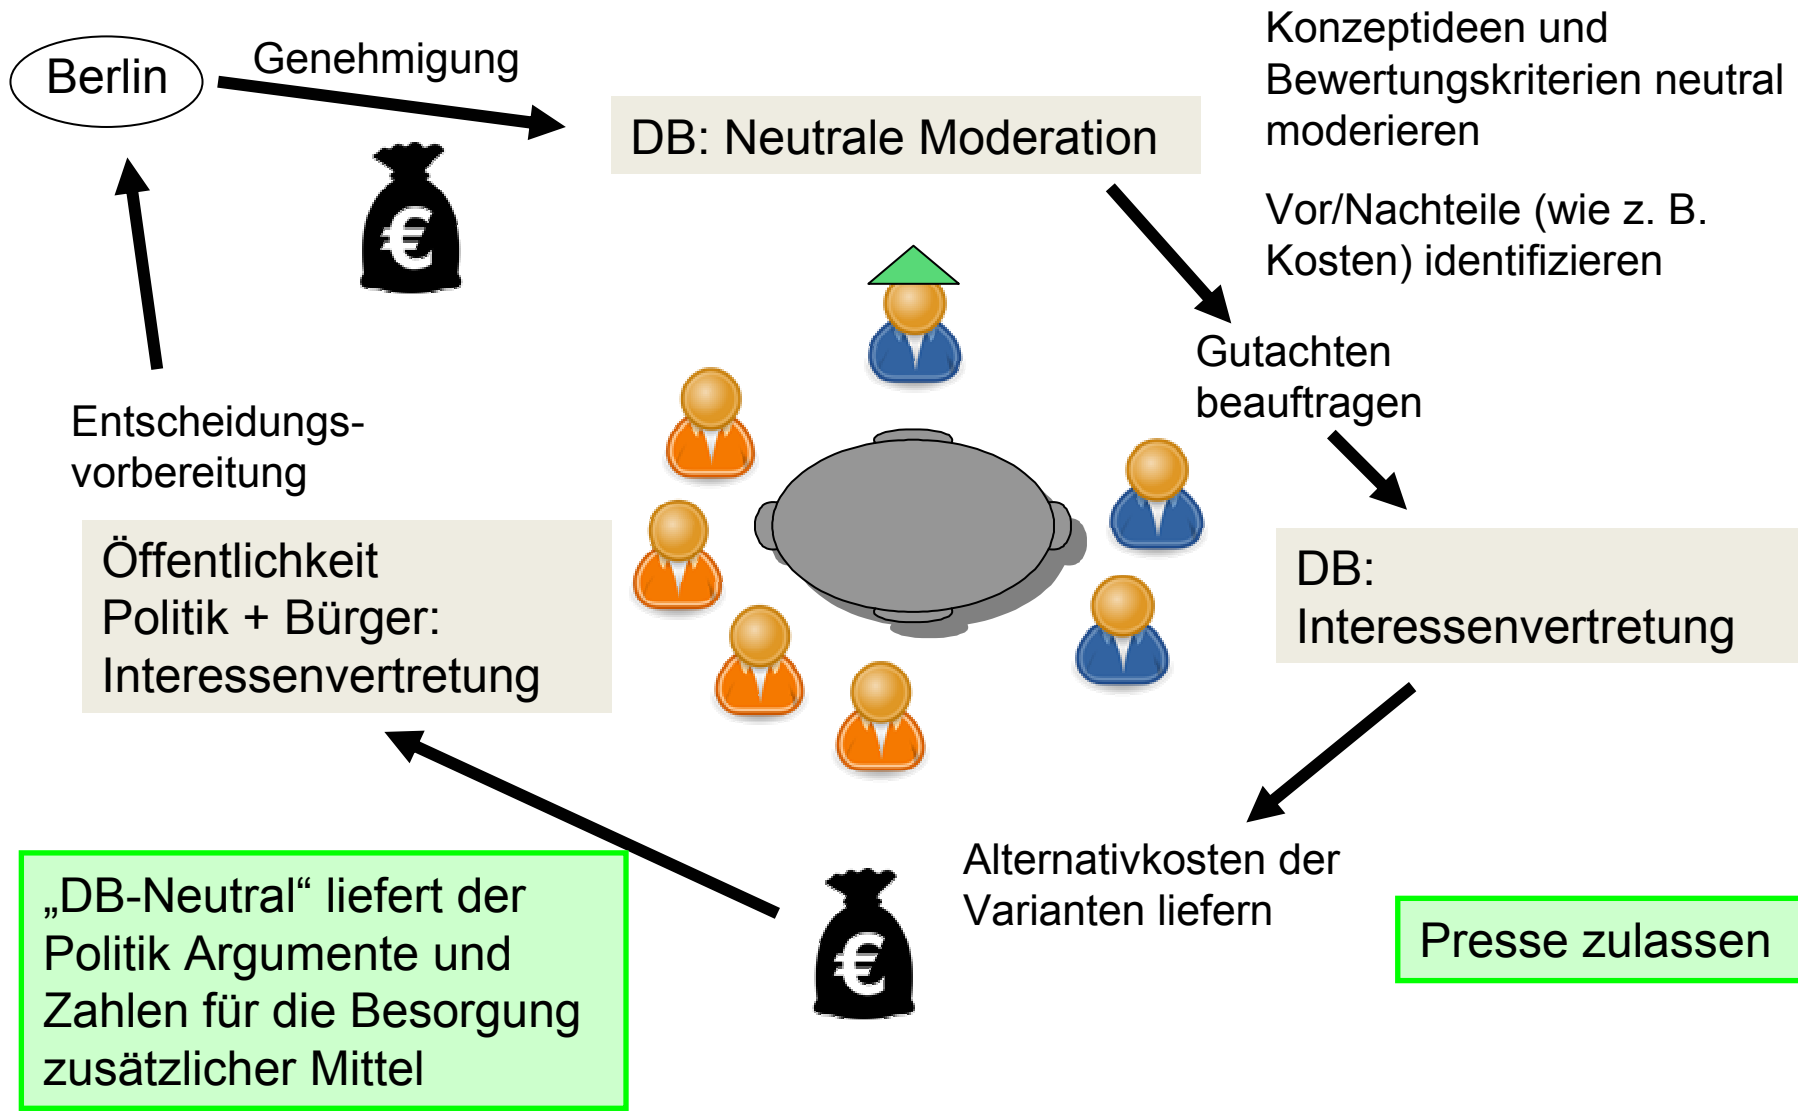 Berlin
Genehmigung
€
DB: Neutrale Moderation
Konzeptideen und
Bewertungskriterien neutral
moderieren
Vor/Nachteile (wie z. B.
Kosten) identifizieren
Gutachten
beauftragen
Entscheidungs-
vorbereitung
Öffentlichkeit
Politik + Bürger:
Interessenvertretung
DB:
Interessenvertretung
Alternativkosten der
Varianten liefern
€
„DB-Neutral“ liefert der
Politik Argumente und
Zahlen für die Besorgung
zusätzlicher Mittel
Presse zulassen